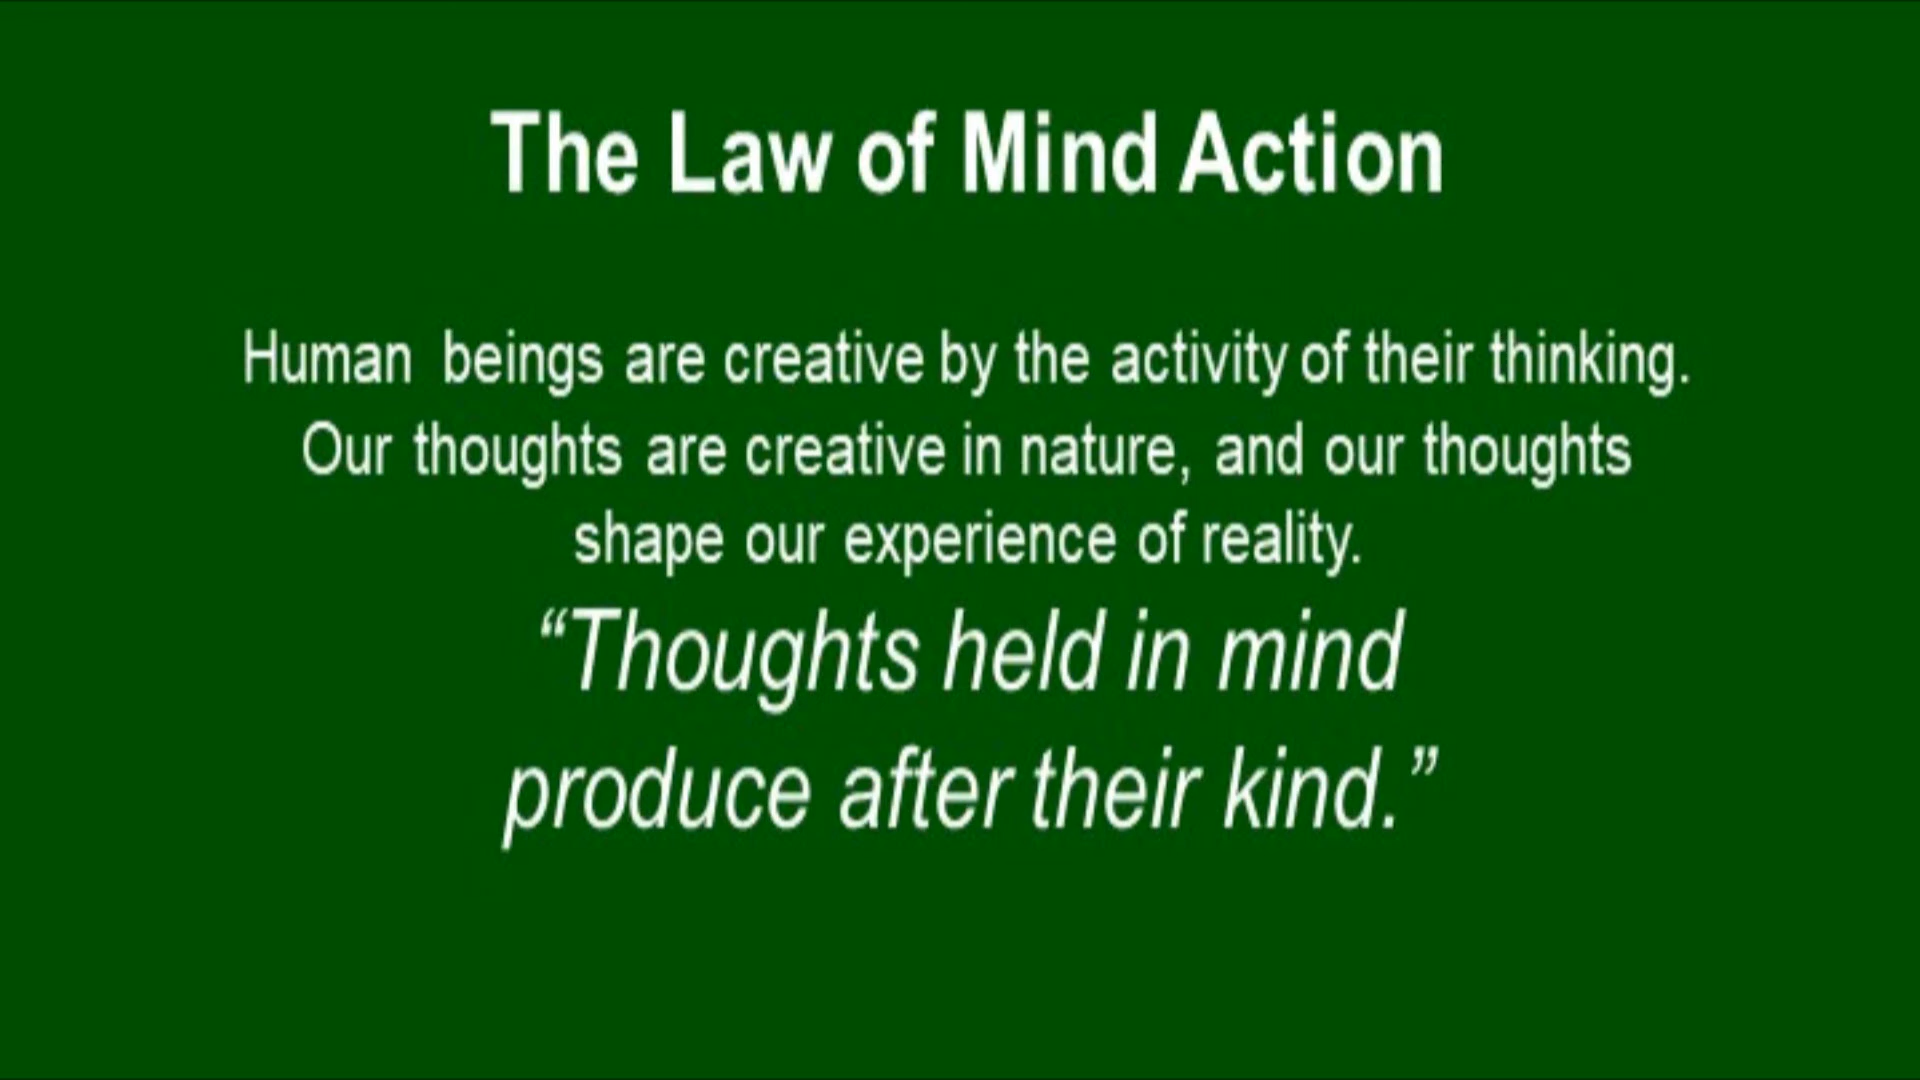 The Law of Mind Action
Human beings are creative by the activity of their thinking.
Our thoughts are creative in nature, and our thoughts
shape our experience of reality.
“Thoughts held in mind
produce after their kind.”